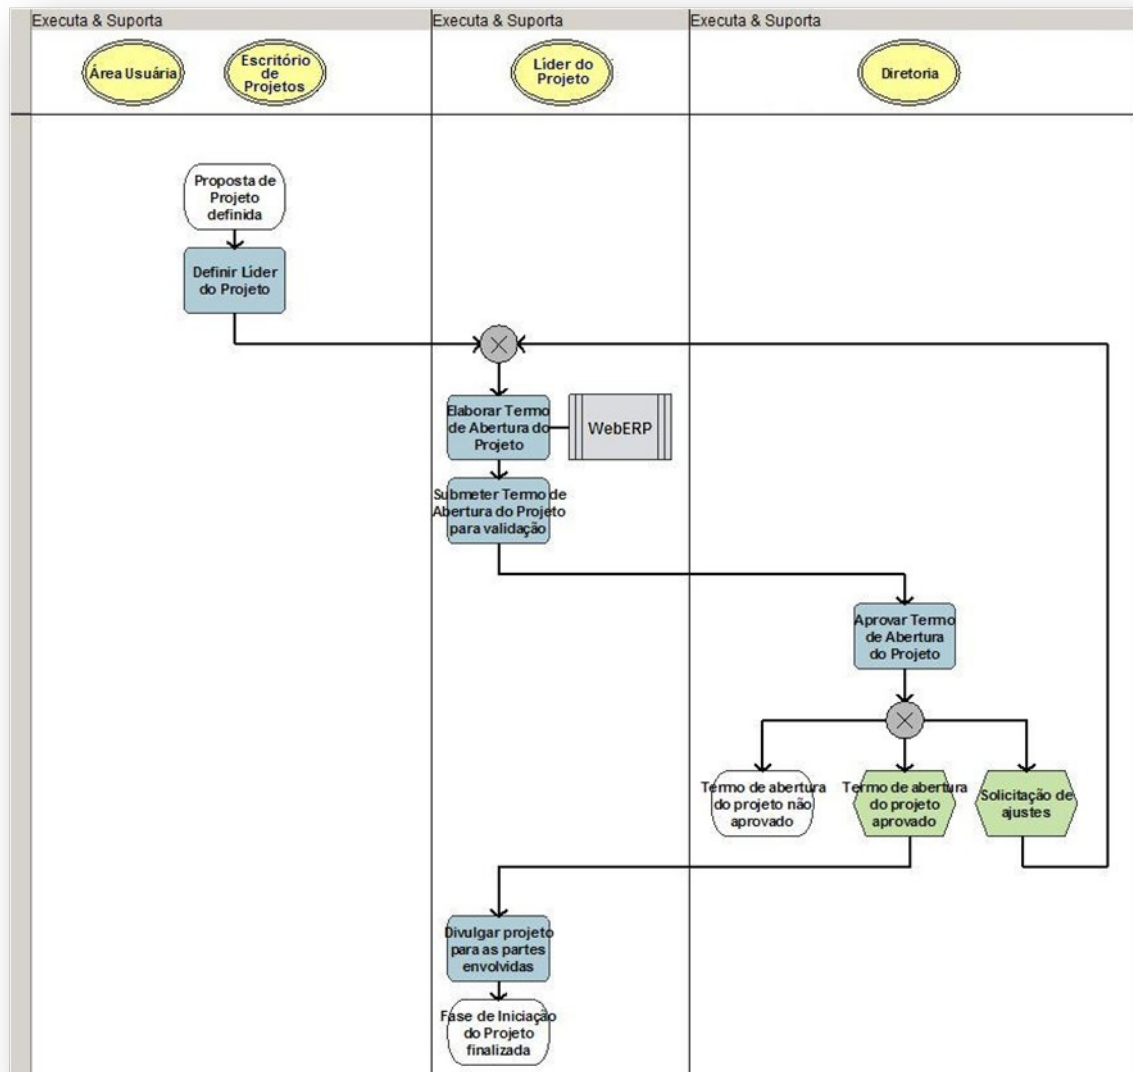 Executa & Suporta
Executa & Suporta
Executa & Suporta
Área Usuária
Escritório
de
Projetos
Líder do
Projeto
Diretoria
Proposta de
Projeto
definida
Definir Líder
do Projeto
Elaborar Termo
de Abertura do
Projeto
WebERP
Submeter Termo de
Abertura do Projeto
para validação
Aprovar Termo
de Abertura
do Projeto
Termo de abertura
do projeto não
aprovado
Termo de abertura
do projeto
aprovado
Solicitação de
ajustes
Divulgar projeto
para as partes
envolvidas
Fase de Iniciação
do Projeto
finalizada